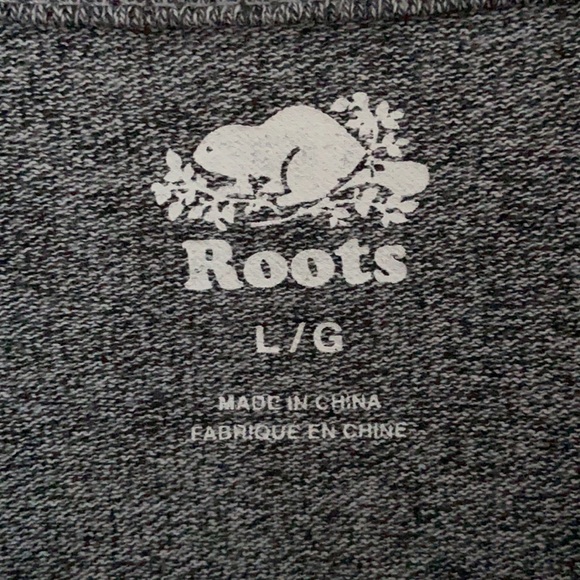 Roots
L/G
MADE IN CHINA
FABRIQUE EN CHINE